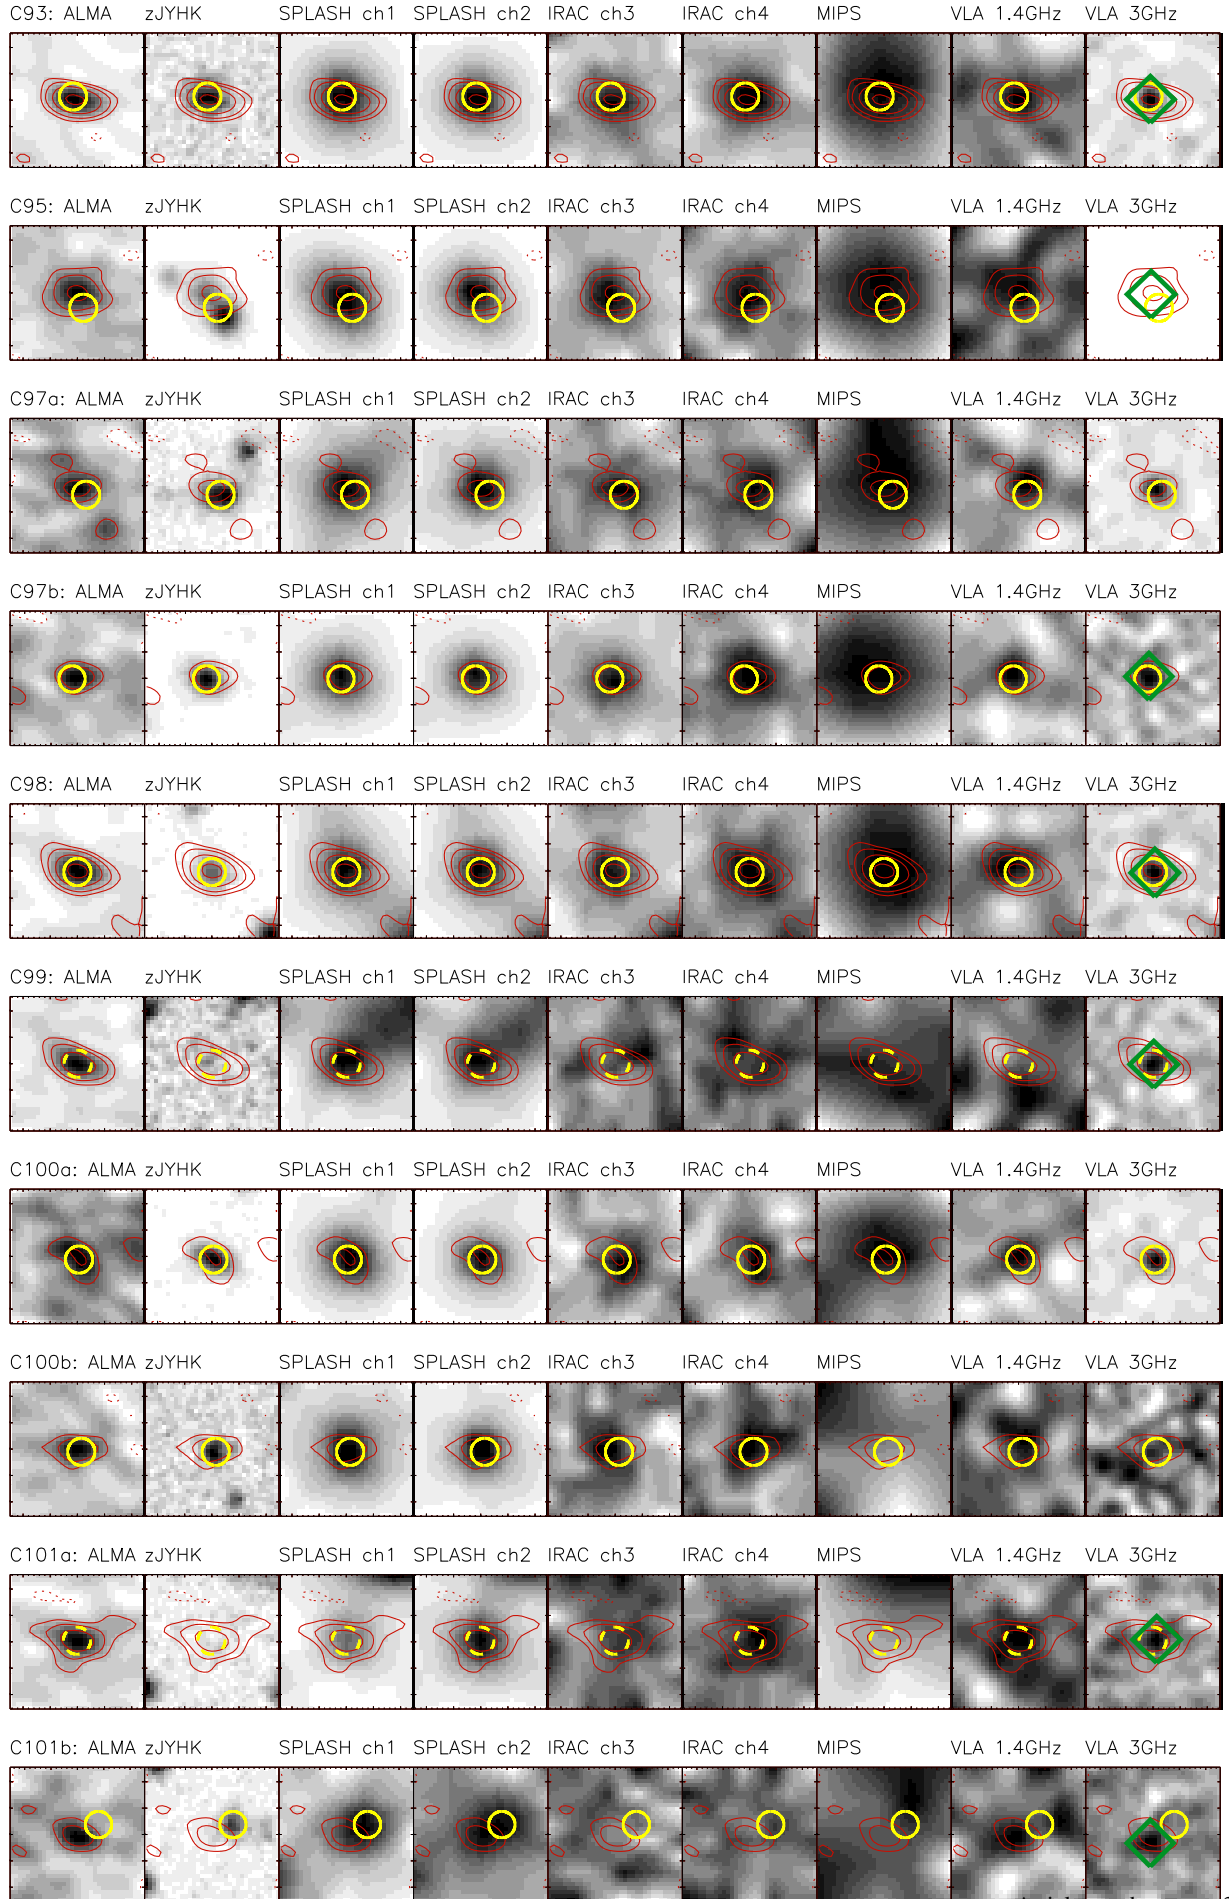 C93: ALMA zJYHK SPLASH ch1 SPLASH ch2 IRAC ch3 IRAC ch4 MIPS VLA 1.4GHz VLA 3GHz
C95: ALMA zJYHK SPLASH ch1 SPLASH ch2 IRAC ch3 IRAC ch4 MIPS VLA 1.4GHz VLA 3GHz
C97a: ALMA zJYHK SPLASH ch1 SPLASH ch2 IRAC ch3 IRAC ch4 MIPS VLA 1.4GHz VLA 3GHz
C97b: ALMA zJYHK SPLASH ch1 SPLASH ch2 IRAC ch3 IRAC ch4 MIPS VLA 1.4GHz VLA 3GHz
C98: ALMA zJYHK SPLASH ch1 SPLASH ch2 IRAC ch3 IRAC ch4 MIPS VLA 1.4GHz VLA 3GHz
C99: ALMA zJYHK SPLASH ch1 SPLASH ch2 IRAC ch3 IRAC ch4 MIPS VLA 1.4GHz VLA 3GHz
C100a: ALMA zJYHK SPLASH ch1 SPLASH ch2 IRAC ch3 IRAC ch4 MIPS VLA 1.4GHz VLA 3GHz
C100b: ALMA zJYHK SPLASH ch1 SPLASH ch2 IRAC ch3 IRAC ch4 MIPS VLA 1.4GHz VLA 3GHz
C101a: ALMA zJYHK SPLASH ch1 SPLASH ch2 IRAC ch3 IRAC ch4 MIPS VLA 1.4GHz VLA 3GHz
C101b: ALMA zJYHK SPLASH ch1 SPLASH ch2 IRAC ch3 IRAC ch4 MIPS VLA 1.4GHz VLA 3GHz